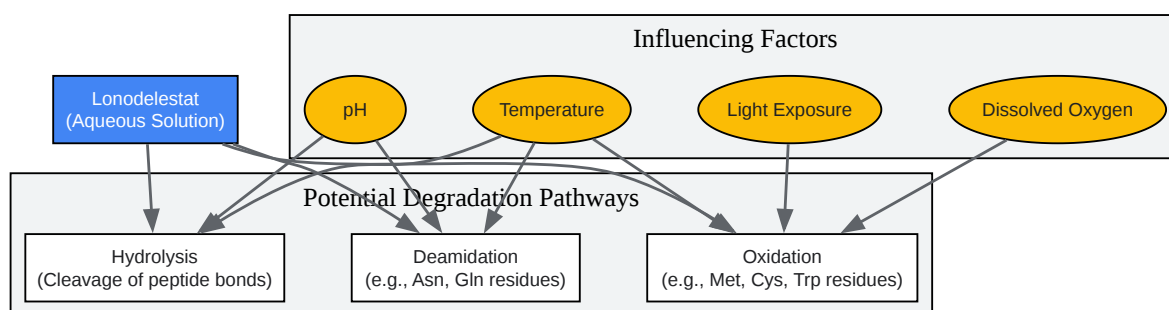 Influencing Factors
Lonodelestat
(Aqueous Solution)
pH
Temperature
Light Exposure
Dissolved Oxygen
Potential Degradation Pathways
Hydrolysis
(Cleavage of peptide bonds)
Deamidation
(e.g., Asn, Gln residues)
Oxidation
(e.g., Met, Cys, Trp residues)